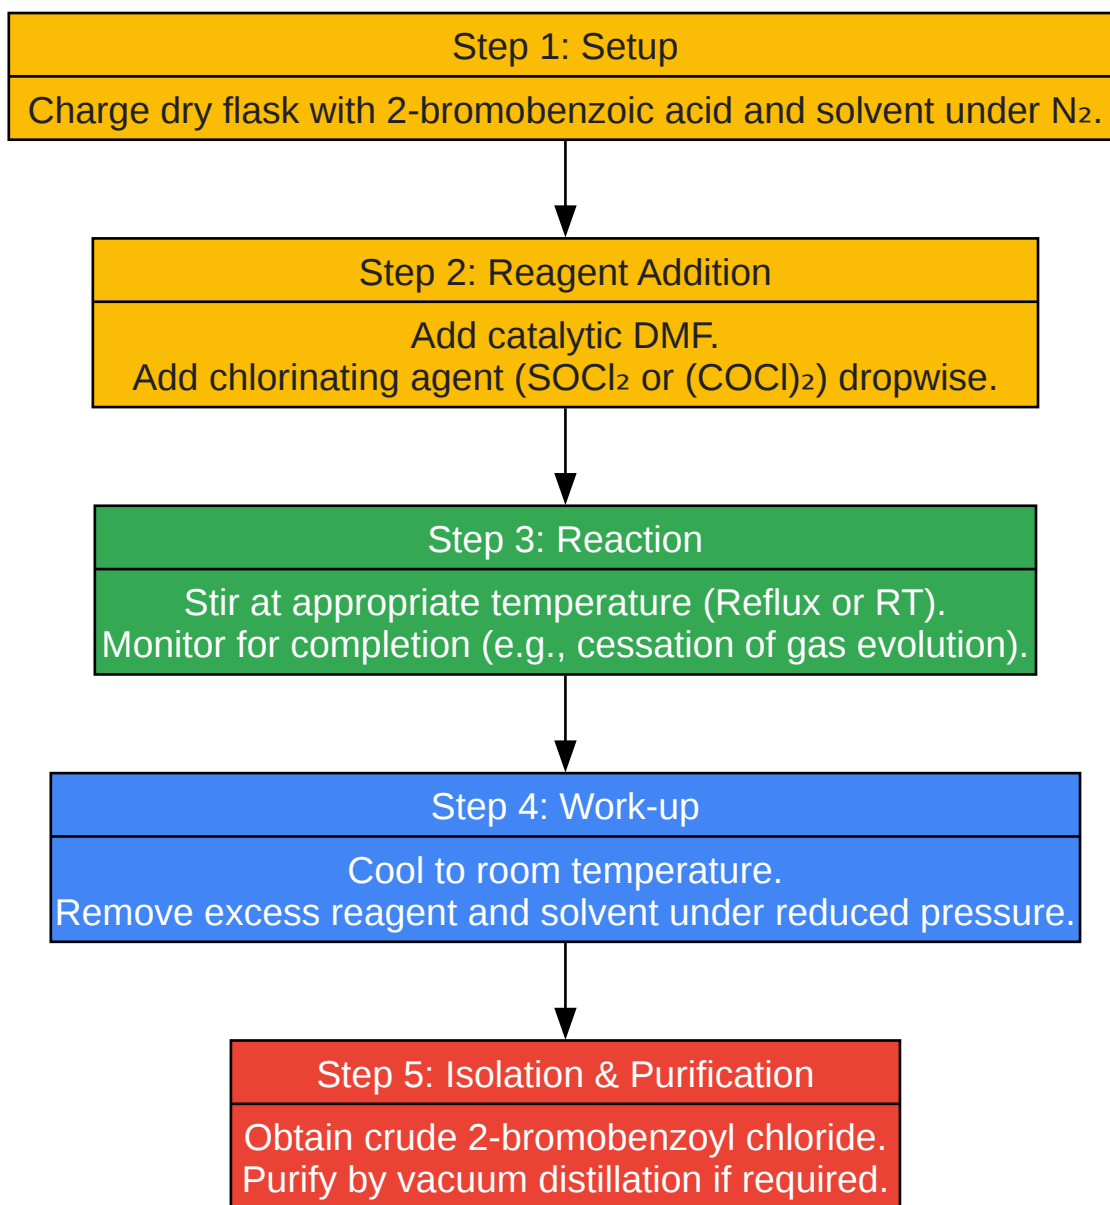 Step 1: Setup
Charge dry flask with 2-bromobenzoic acid and solvent under N₂.
Step 2: Reagent Addition
Add catalytic DMF.
Add chlorinating agent (SOCl₂ or (COCl)₂) dropwise.
Step 3: Reaction
Stir at appropriate temperature (Reflux or RT).
Monitor for completion (e.g., cessation of gas evolution).
Step 4: Work-up
Cool to room temperature.
Remove excess reagent and solvent under reduced pressure.
Step 5: Isolation & Purification
Obtain crude 2-bromobenzoyl chloride.
Purify by vacuum distillation if required.